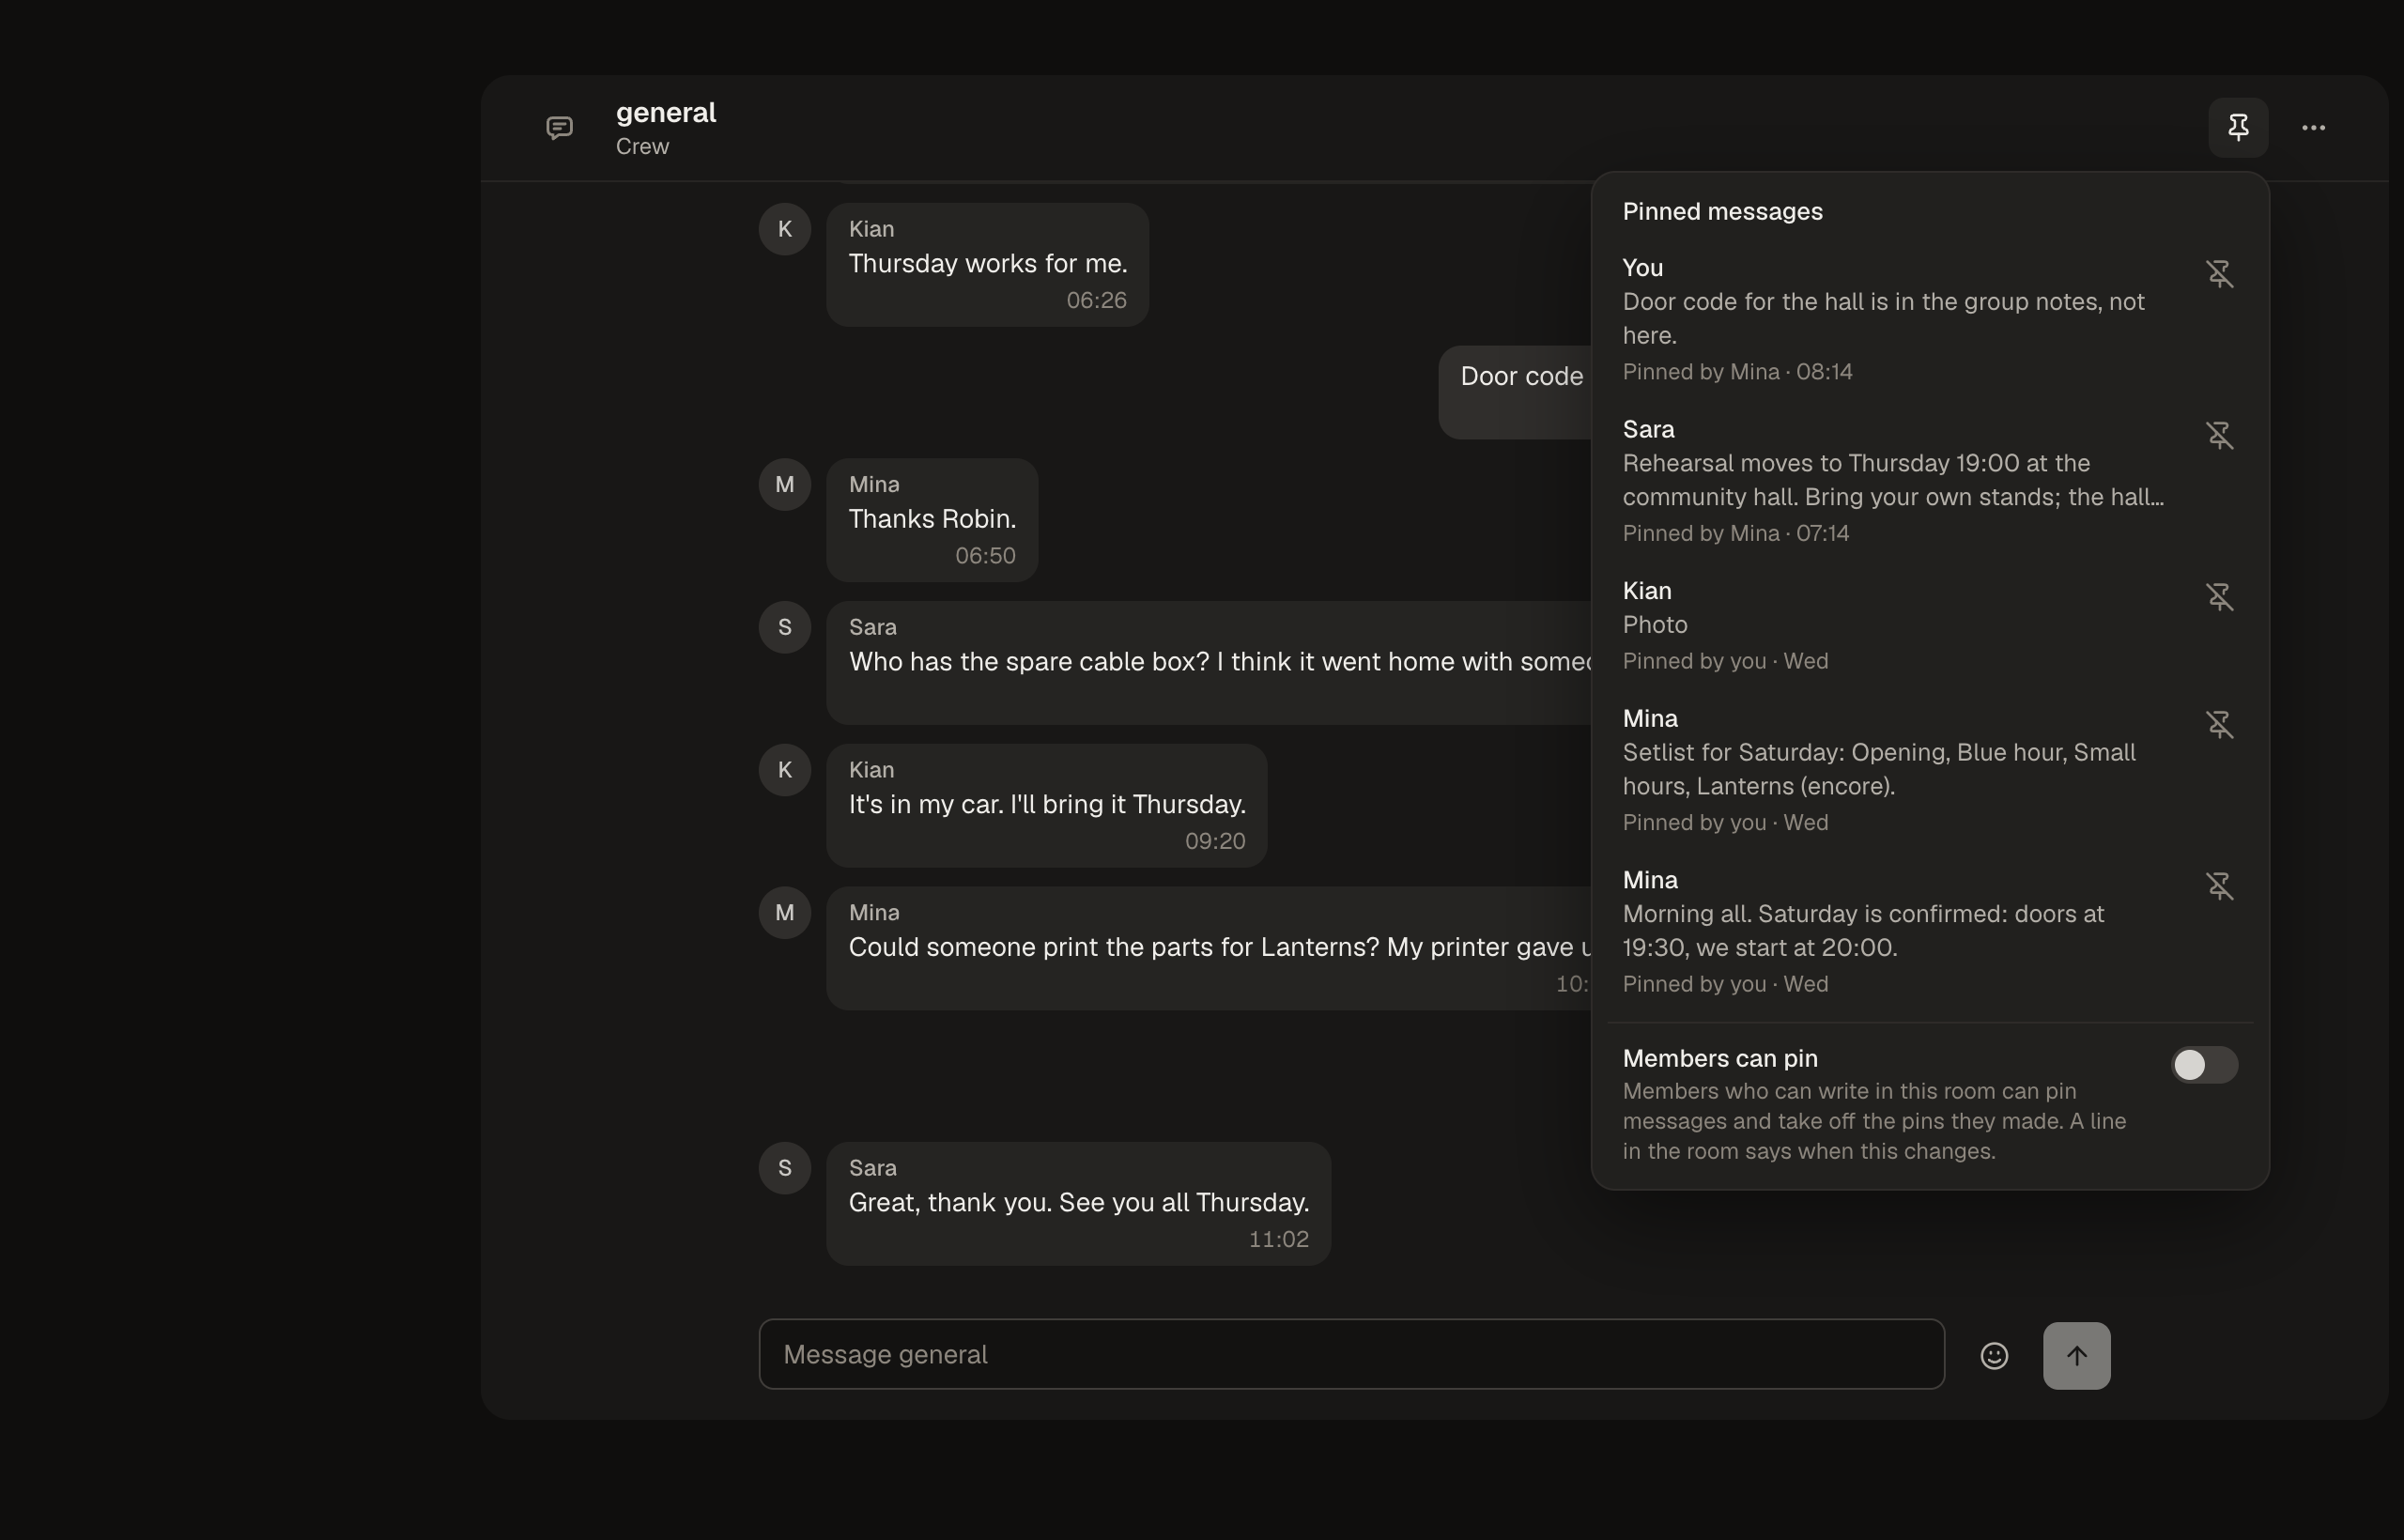 general
Crew
K
Kian
Thursday works for me.
06:26
Door code
M
Mina
Thanks Robin.
06:50
S
Sara
Who has the spare cable box? I think it went home with
K
Kian
It's in my car. I'll bring it Thursday.
09:20
M
Mina
Could someone print the parts for Lanterns? My printer gave
10:
S
Sara
Great, thank you. See you all Thursday.
11:02
Message general
Pinned messages
You
Door code for the hall is in the group notes, not
here.
Pinned by Mina · 08:14
Sara
Rehearsal moves to Thursday 19:00 at the
community hall. Bring your own stands; the hall…
Pinned by Mina · 07:14
Kian
Photo
Pinned by you · Wed
Mina
Setlist for Saturday: Opening, Blue hour, Small
hours, Lanterns (encore).
Pinned by you · Wed
Mina
Morning all. Saturday is confirmed: doors at
19:30, we start at 20:00.
Pinned by you · Wed
Members can pin
Members who can write in this room can pin
messages and take off the pins they made. A line
in the room says when this changes.